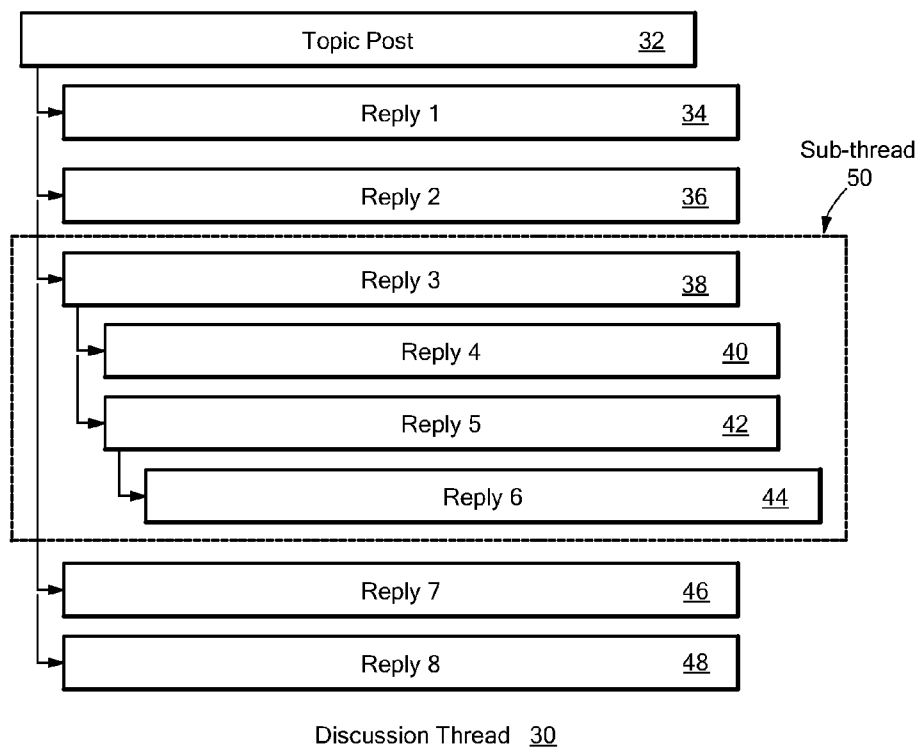 Topic Post 32
Reply 1 34
Sub-thread
50
Reply 2 36
Reply 3 38
Reply 4 40
Reply 5 42
Reply 6 44
Reply 7 46
Reply 8 48
Discussion Thread 30